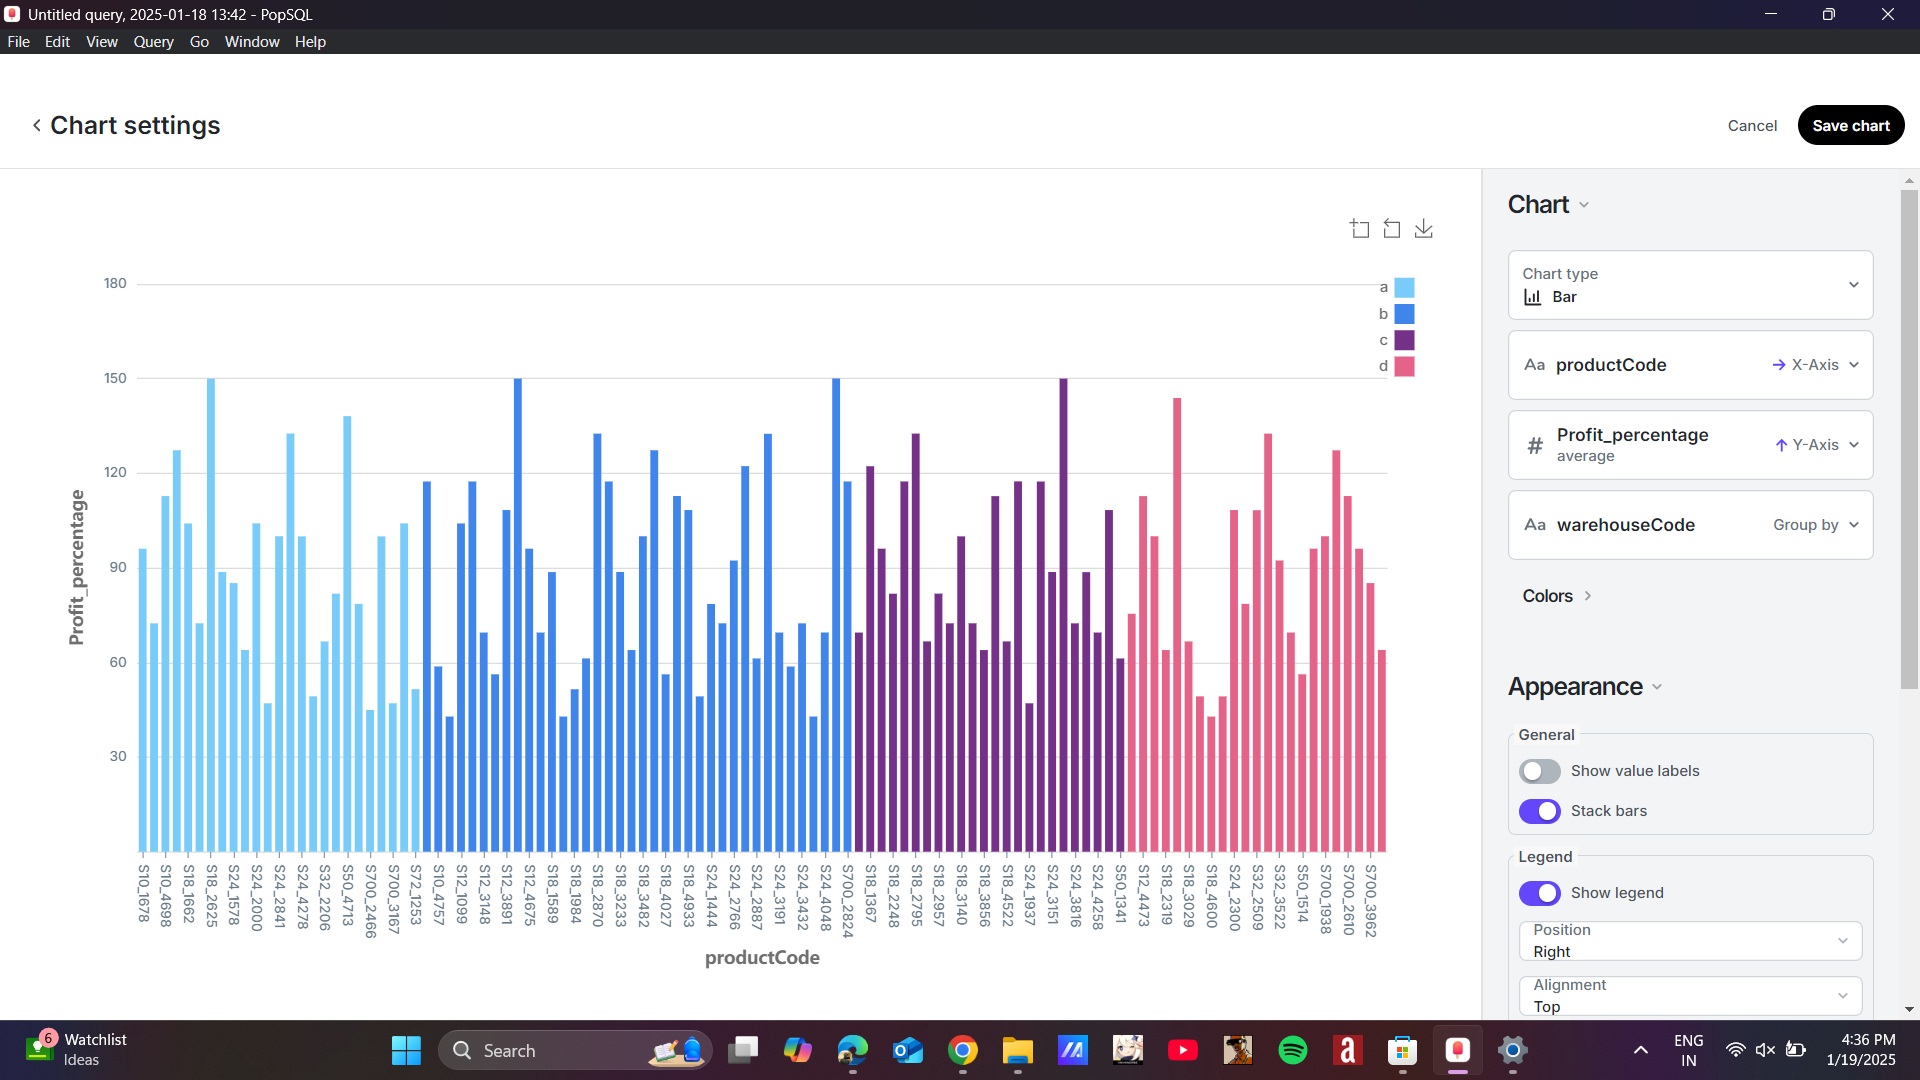 Untitled query, 2025-01-18 13:42 - PopSQL
File Edit View Query Go Window Help
Chart settings
Cancel
Save chart
180
150
120
90
60
30
Profit_percentage
a
b
c
d
S10_1678
S10_4698
S18_1662
S18_2625
S24_1578
S24_2000
S24_2841
S24_4278
S32_2206
S50_4713
S700_2466
S700_3167
S72_1253
S10_4757
S12_1099
S12_3148
S12_3891
S12_4675
S18_1589
S18_1984
S18_2870
S18_3233
S18_3482
S18_4027
S18_4933
S24_1444
S24_2766
S24_2887
S24_3191
S24_3432
S24_4048
S700_2824
S18_1367
S18_2248
S18_2795
S18_2957
S18_3140
S18_3856
S18_4522
S24_1937
S24_3151
S24_3816
S24_4258
S50_1341
S12_4473
S18_2319
S18_3029
S18_4600
S24_2300
S32_2509
S32_3522
S50_1514
S700_1938
S700_2610
S700_3962
productCode
Chart
Chart type
Bar
Aa productCode X-Axis
# Profit_percentage Y-Axis
average
Aa warehouseCode Group by
Colors
Appearance
General
Show value labels
Stack bars
Legend
Show legend
Position
Right
Alignment
Top
6
Watchlist
Ideas
Search
ENG
IN
4:36 PM
1/19/2025